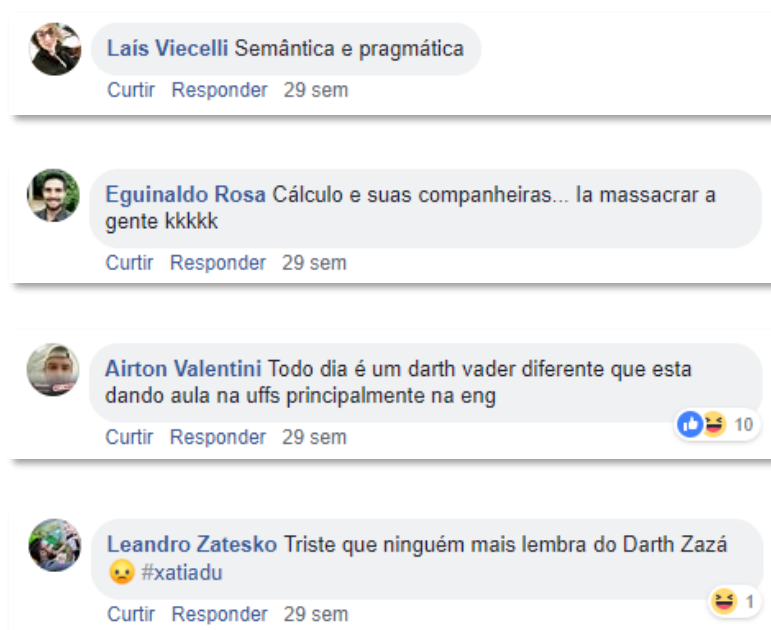 Laís Viecelli Semântica e pragmática
Curtir Responder 29 sem
Eguinaldo Rosa Cálculo e suas companheiras... Ia massacrar a
gente kkkkk
Curtir Responder 29 sem
Airton Valentini Todo dia é um darth vader diferente que esta
dando aula na uffs principalmente na eng
10
Curtir Responder 29 sem
Leandro Zatesko Triste que ninguém mais lembra do Darth Zazá
😞 #xatiadu
1
Curtir Responder 29 sem